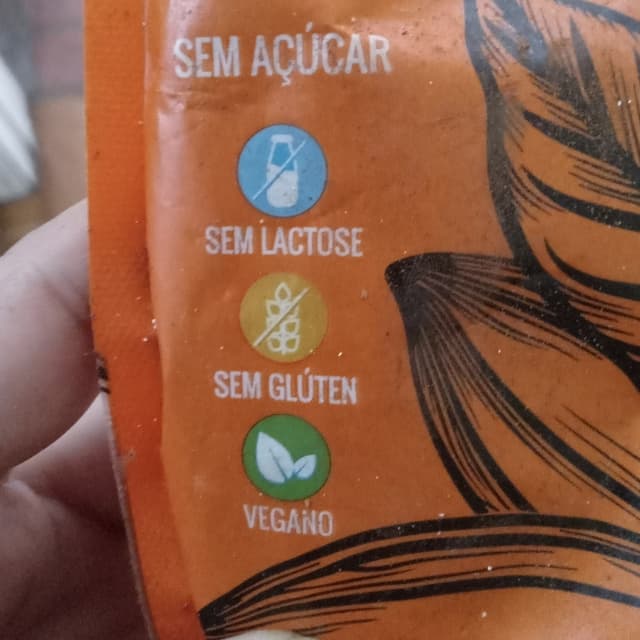 SEM AÇÚCAR
SEM LACTOSE
SEM GLÚTEN
VEGANO